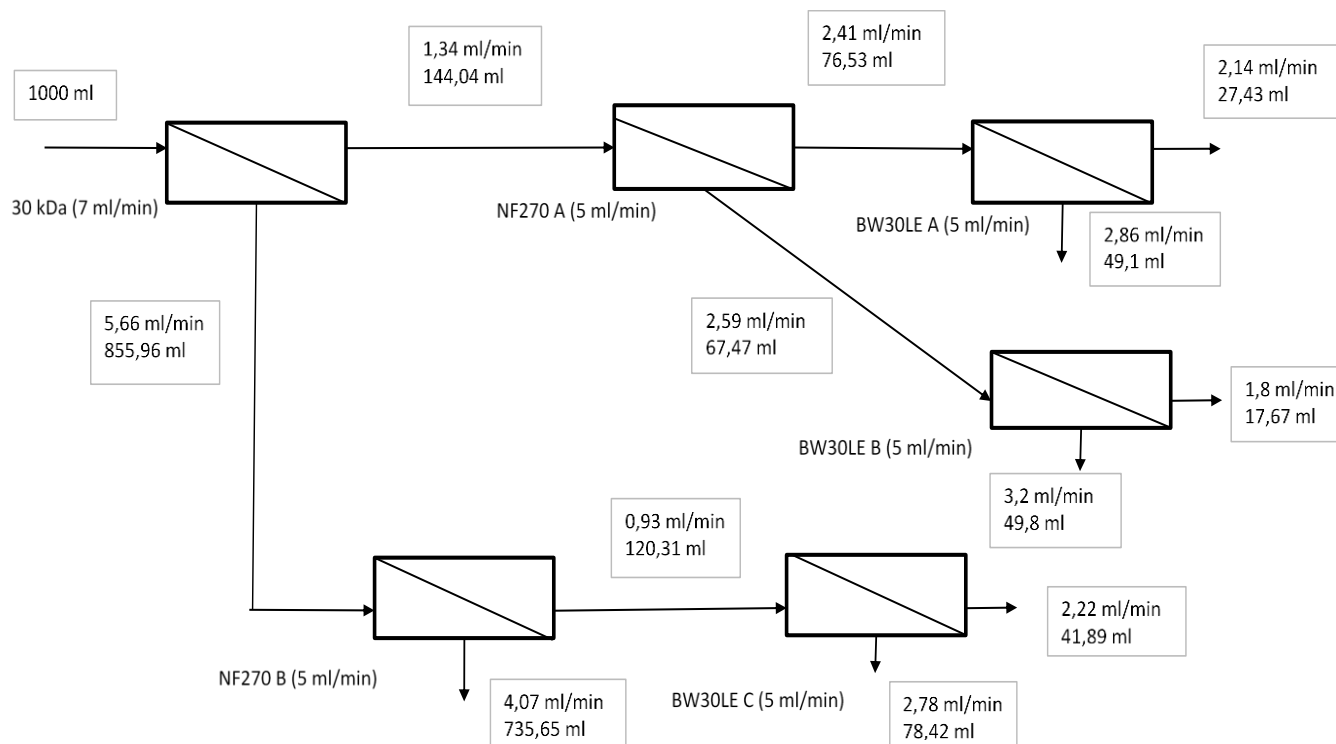 1000 ml
30 kDa (7 ml/min)
1,34 ml/min
144,04 ml
NF270 A (5 ml/min)
2,41 ml/min
76,53 ml
BW30LE A (5 ml/min)
2,14 ml/min
27,43 ml
2,86 ml/min
49,1 ml
5,66 ml/min
855,96 ml
2,59 ml/min
67,47 ml
BW30LE B (5 ml/min)
1,8 ml/min
17,67 ml
3,2 ml/min
49,8 ml
NF270 B (5 ml/min)
0,93 ml/min
120,31 ml
4,07 ml/min
735,65 ml
BW30LE C (5 ml/min)
2,22 ml/min
41,89 ml
2,78 ml/min
78,42 ml